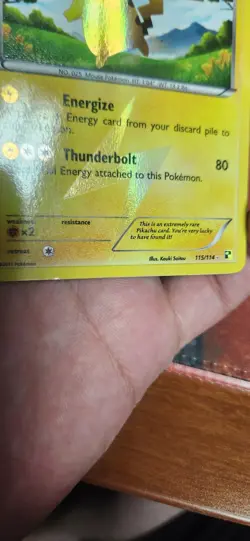 Energize
Energy card from your discard pile to
Thunderbolt 80
Energy attached to this Pokémon.
weakness resistance
×2
This is an extremely rare
Pikachu card. You're very lucky
to have found it!
Illus. Kouki Saitou 115/114